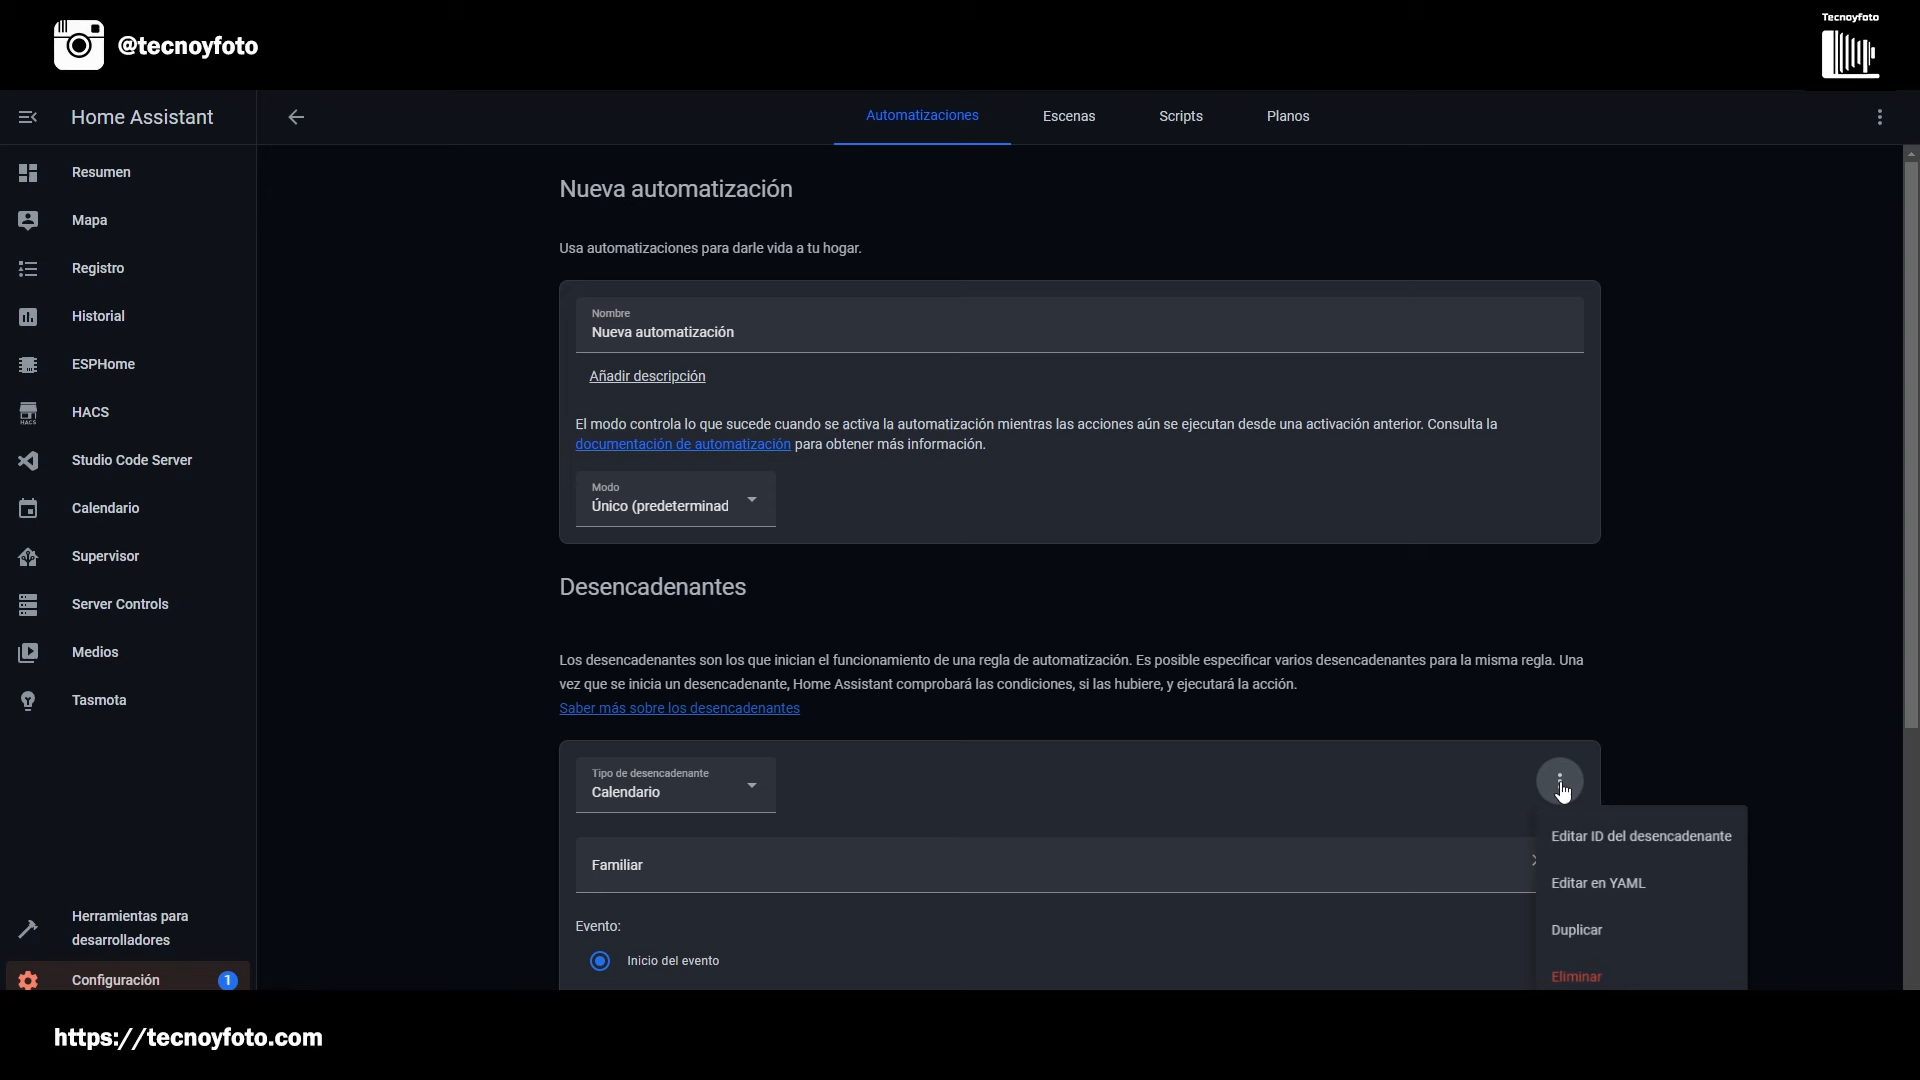 @tecnoyfoto
Tecnoyfoto
Home Assistant
Automatizaciones
Escenas
Scripts
Planos
Resumen
Mapa
Registro
Historial
ESPHome
HACS
HACS
Studio Code Server
Calendario
Supervisor
Server Controls
Medios
Tasmota
Herramientas para
desarrolladores
Configuración
1
Nueva automatización
Usa automatizaciones para darle vida a tu hogar.
Nombre
Nueva automatización
Añadir descripción
El modo controla lo que sucede cuando se activa la automatización mientras las acciones aún se ejecutan desde una activación anterior. Consulta la
documentación de automatización para obtener más información.
Modo
Único (predeterminad
Desencadenantes
Los desencadenantes son los que inician el funcionamiento de una regla de automatización. Es posible especificar varios desencadenantes para la misma regla. Una
vez que se inicia un desencadenante, Home Assistant comprobará las condiciones, si las hubiere, y ejecutará la acción.
Saber más sobre los desencadenantes
Tipo de desencadenante
Calendario
Familiar
Evento:
Inicio del evento
Editar ID del desencadenante
Editar en YAML
Duplicar
Eliminar
https://tecnoyfoto.com